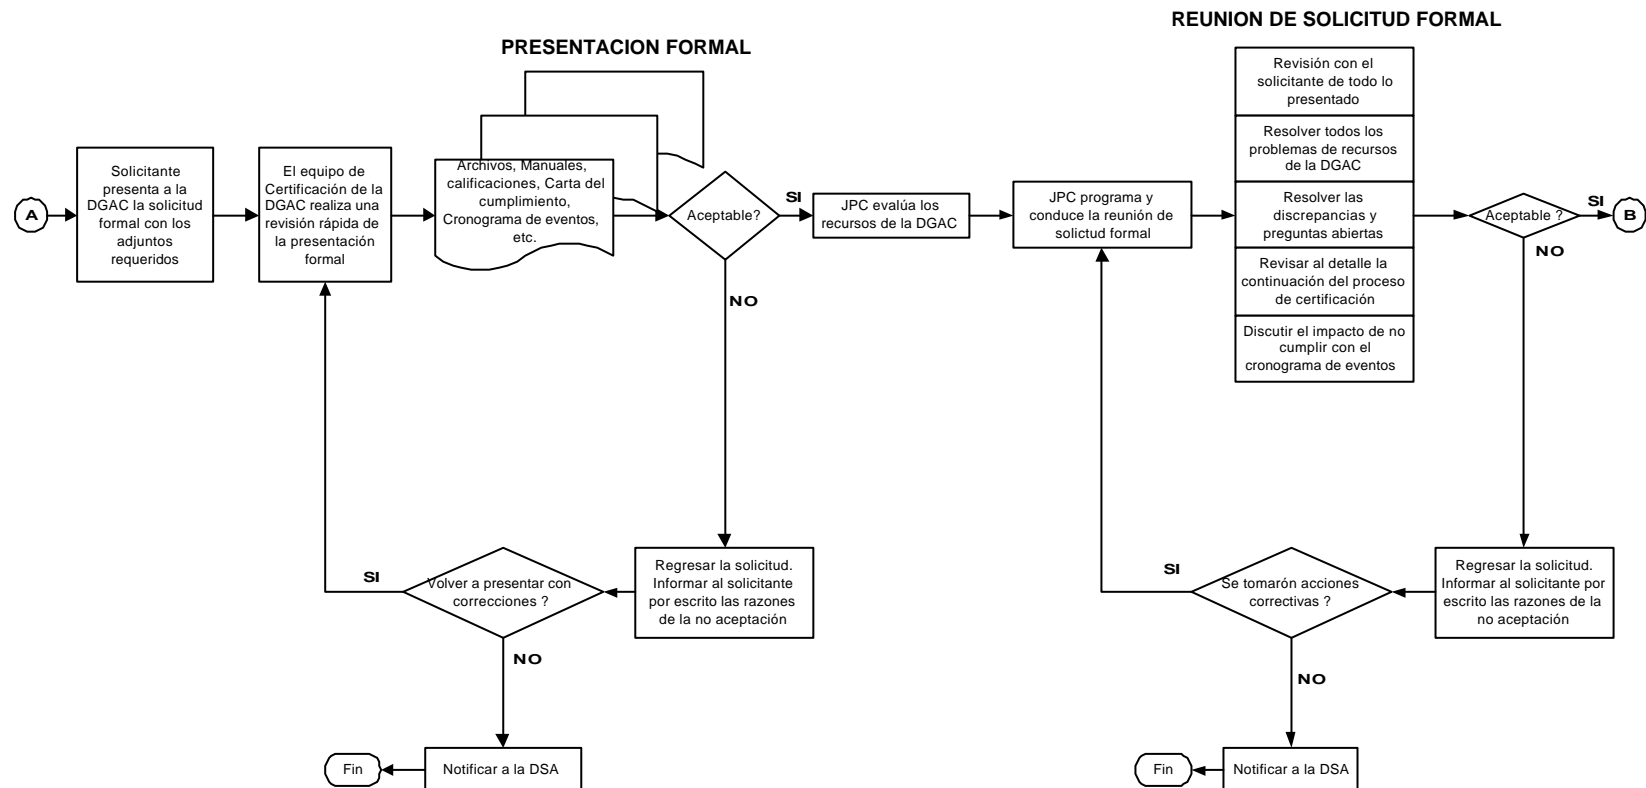 REUNION DE SOLICITUD FORMAL
PRESENTACION FORMAL
A
Solicitante
presenta a la
DGAC la solicitud
formal con los
adjuntos
requeridos
El equipo de
Certificación de la
DGAC realiza una
revisión rápida de
la presentación
formal
Archivos, Manuales,
calificaciones, Carta del
cumplimiento,
Cronograma de eventos,
etc.
Aceptable?
SI
NO
JPC evalúa los
recursos de la DGAC
JPC programa y
conduce la reunión de
solictud formal
Revisión con el
solicitante de todo lo
presentado
Resolver todos los
problemas de recursos
de la DGAC
Resolver las
discrepancias y
preguntas abiertas
Revisar al detalle la
continuación del proceso
de certificación
Discutir el impacto de no
cumplir con el
cronograma de eventos
Aceptable ?
SI
B
NO
Regresar la solicitud.
Informar al solicitante
por escrito las razones
de la no aceptación
Volver a presentar con
correcciones ?
SI
NO
Notificar a la DSA
Fin
Regresar la solicitud.
Informar al solicitante por
escrito las razones de la
no aceptación
Se tomarón acciones
correctivas ?
SI
NO
Notificar a la DSA
Fin